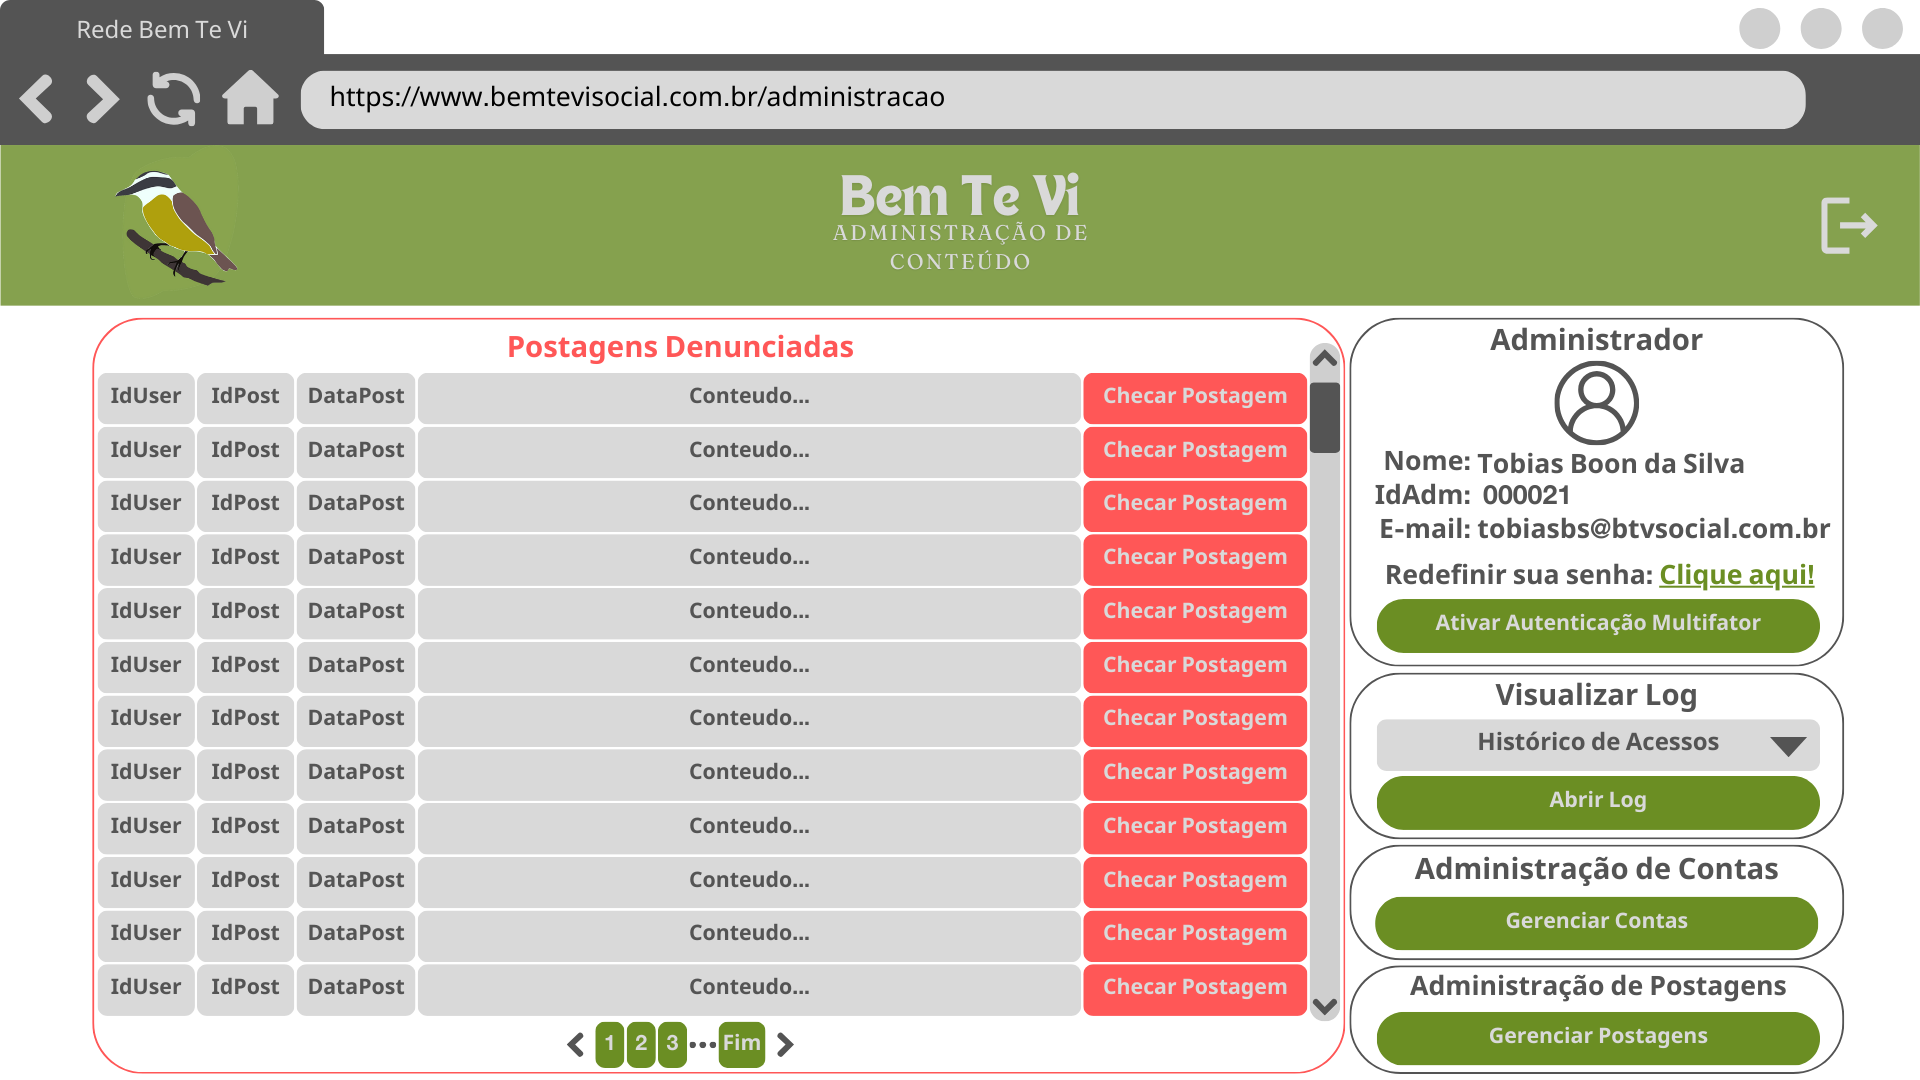 Rede Bem Te Vi
https://www.bemtevisocial.com.br/administracao
Bem Te Vi
ADMINISTRAÇÃO DE
CONTEÚDO
Postagens Denunciadas
IdUser IdPost DataPost Conteudo... Checar Postagem
IdUser IdPost DataPost Conteudo... Checar Postagem
IdUser IdPost DataPost Conteudo... Checar Postagem
IdUser IdPost DataPost Conteudo... Checar Postagem
IdUser IdPost DataPost Conteudo... Checar Postagem
IdUser IdPost DataPost Conteudo... Checar Postagem
IdUser IdPost DataPost Conteudo... Checar Postagem
IdUser IdPost DataPost Conteudo... Checar Postagem
IdUser IdPost DataPost Conteudo... Checar Postagem
IdUser IdPost DataPost Conteudo... Checar Postagem
IdUser IdPost DataPost Conteudo... Checar Postagem
IdUser IdPost DataPost Conteudo... Checar Postagem
1 2 3 ... Fim
Administrador
Nome: Tobias Boon da Silva
IdAdm: 000021
E-mail: tobiasbs@btvsocial.com.br
Redefinir sua senha: Clique aqui!
Ativar Autenticação Multifator
Visualizar Log
Histórico de Acessos
Abrir Log
Administração de Contas
Gerenciar Contas
Administração de Postagens
Gerenciar Postagens